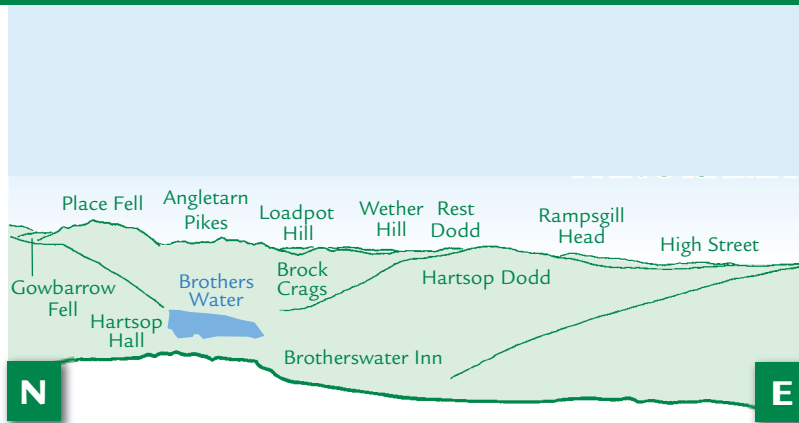 Place Fell
Angletarn
Pikes
Loadpot
Hill
Wether
Hill
Rest
Dodd
Rampsgill
Head
High Street
Gowbarrow
Fell
Brothers
Water
Brock
Crags
Hartsop Dodd
Hartsop
Hall
Brotherswater Inn
N
E